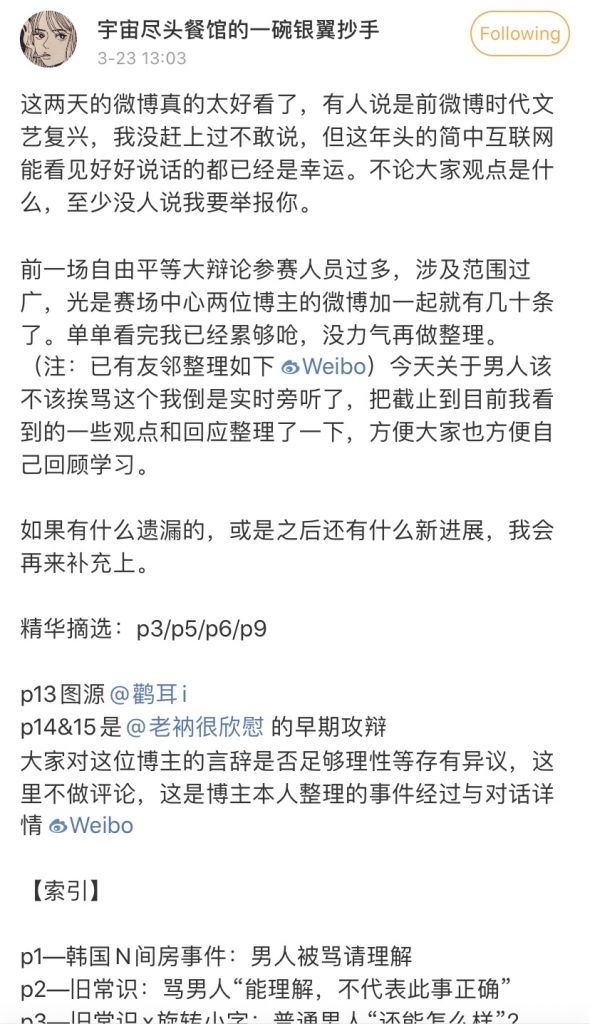 宇宙尽头餐馆的一碗银翼抄手
3-23 13:03
Following
这两天的微博真的太好看了，有人说是前微博时代文
艺复兴，我没赶上过不敢说，但这年头的简中互联网
能看见好好说话的都已经是幸运。不论大家观点是什
么，至少没人说我要举报你。
前一场自由平等大辩论参赛人员过多，涉及范围过
广，光是赛场中心两位博主的微博加一起就有几十条
了。单单看完我已经累够呛，没力气再做整理。
（注：已有友邻整理如下 Weibo）今天关于男人该
不该挨骂这个我倒是实时旁听了，把截止到目前我看
到的一些观点和回应整理了一下，方便大家也方便自
己回顾学习。
如果有什么遗漏的，或是之后还有什么新进展，我会
再来补充上。
精华摘选：p3/p5/p6/p9
p13图源 @鹳耳i
p14&15是 @老衲很欣慰 的早期攻辩
大家对这位博主的言辞是否足够理性等存有异议，这
里不做评论，这是博主本人整理的事件经过与对话详
情 Weibo
【索引】
p1—韩国N间房事件：男人被骂请理解
p2—旧常识：骂男人“能理解，不代表此事正确”
p3—旧常识x旋转小字：普通男人“还能怎么样”？